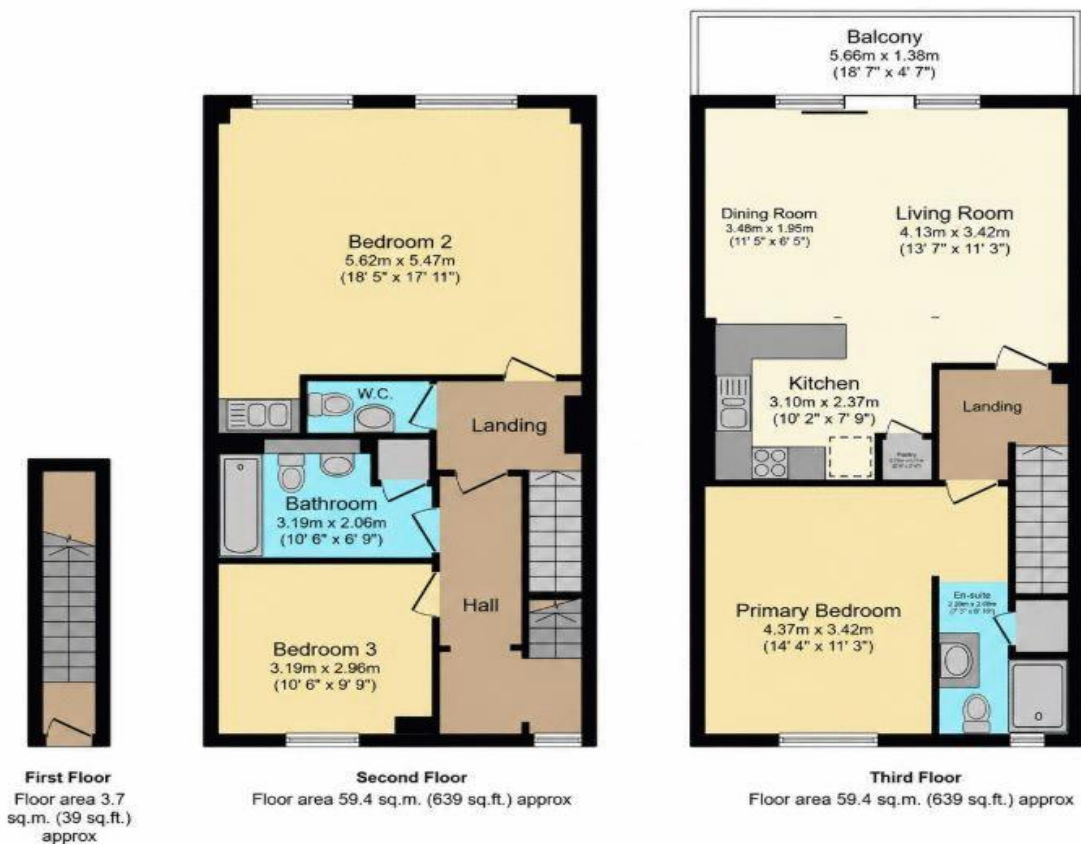 Balcony
5.66m x 1.38m
(18' 7" x 4' 7")
Bedroom 2
5.62m x 5.47m
(18' 5" x 17' 11")
W.C.
Landing
Bathroom
3.19m x 2.06m
(10' 6" x 6' 9")
Hall
Bedroom 3
3.19m x 2.96m
(10' 6" x 9' 9")
Dining Room
3.48m x 1.95m
(11' 5" x 6' 5")
Living Room
4.13m x 3.42m
(13' 7" x 11' 3")
Kitchen
3.10m x 2.37m
(10' 2" x 7' 9")
Landing
Primary Bedroom
4.37m x 3.42m
(14' 4" x 11' 3")
En-suite
First Floor
Floor area 3.7
sq.m. (39 sq.ft.)
approx
Second Floor
Floor area 59.4 sq.m. (639 sq.ft.) approx
Third Floor
Floor area 59.4 sq.m. (639 sq.ft.) approx